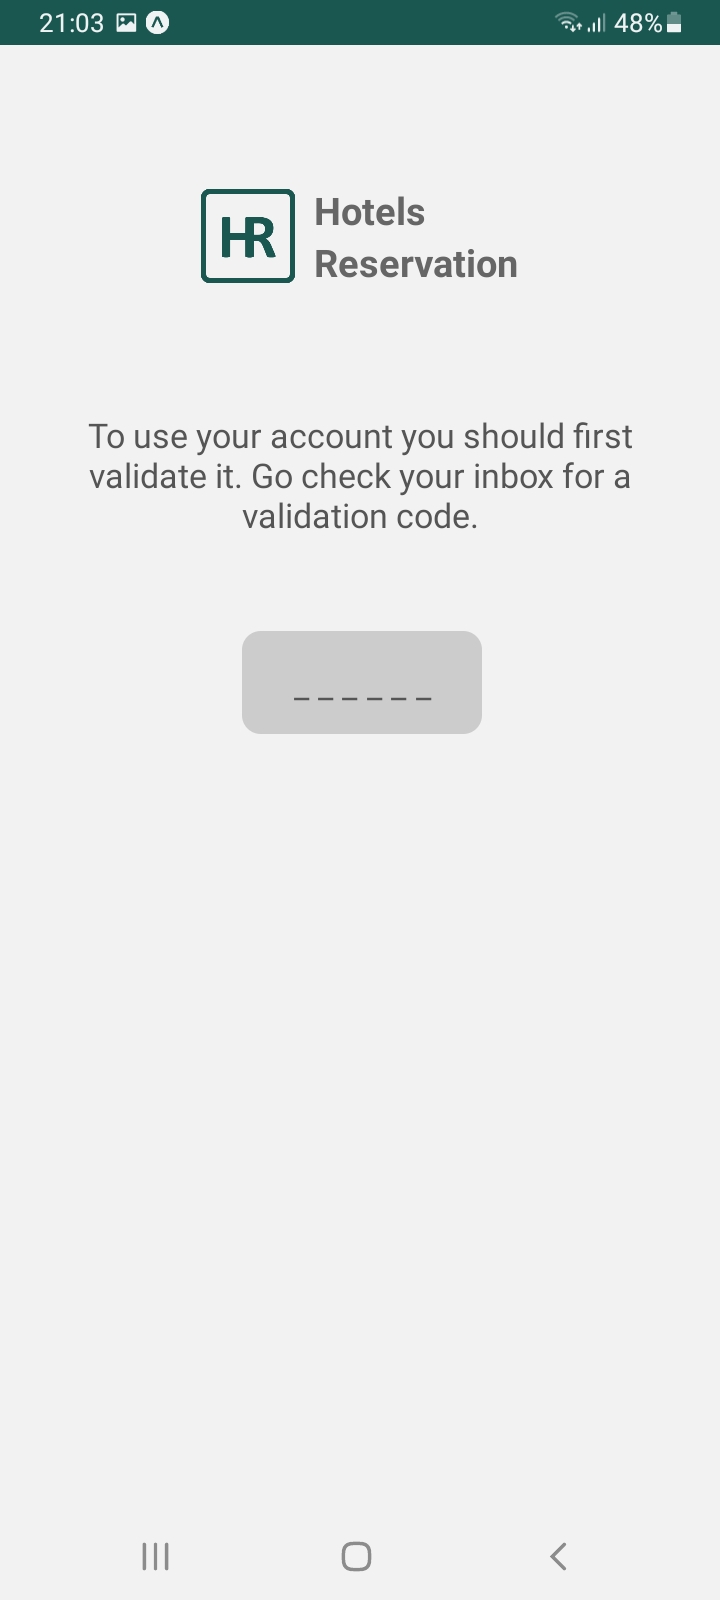 21:03 48%
HR
Hotels
Reservation
To use your account you should first
validate it. Go check your inbox for a
validation code.
_ _ _ _ _ _